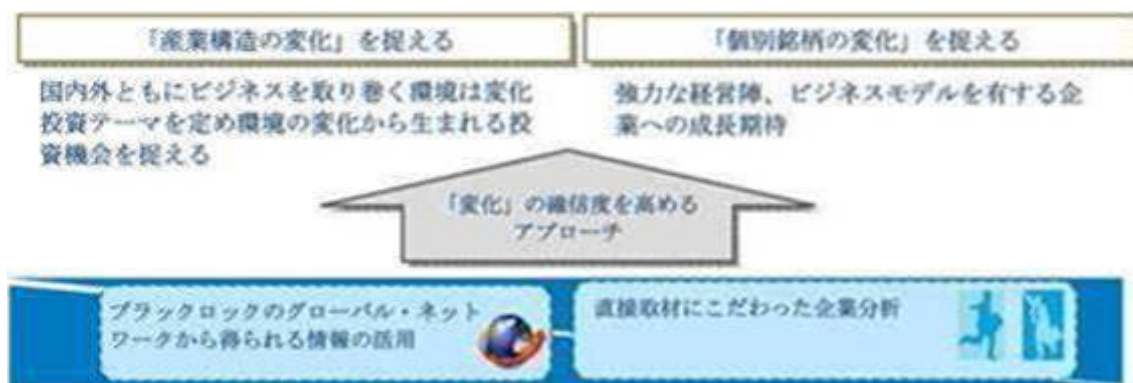 「産業構造の変化」を捉える
「個別銘柄の変化」を捉える
国内外ともにビジネスを取り巻く環境は変化
投資テーマを定め環境の変化から生まれる投
資機会を捉える
強力な経営陣、ビジネスモデルを有する企
業への成長期待
「変化」の確信度を高める
アプローチ
ブラックロックのグローバル・ネット
ワークから得られる情報の活用
直接取材にこだわった企業分析